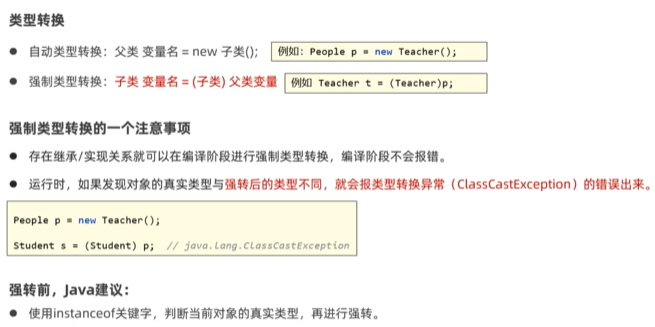 类型转换
● 自动类型转换：父类 变量名 = new 子类(); 例如：People p = new Teacher();
● 强制类型转换：子类 变量名 = (子类) 父类变量 例如 Teacher t = (Teacher)p;
强制类型转换的一个注意事项
● 存在继承/实现关系就可以在编译阶段进行强制类型转换，编译阶段不会报错。
● 运行时，如果发现对象的真实类型与强转后的类型不同，就会报类型转换异常（ClassCastException）的错误出来。
People p = new Teacher();
Student s = (Student) p; // java.lang.ClassCastException
强转前，Java建议：
● 使用instanceof关键字，判断当前对象的真实类型，再进行强转。